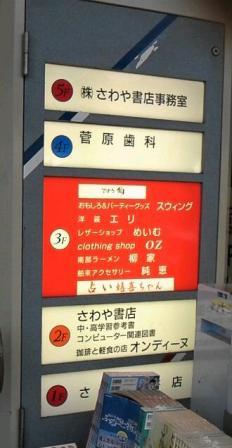 5F ㈱さわや書店事務室
4F 菅原歯科
3F
おもしろ&パーティーグッズ スウィング
洋装 エリ
レザーショップ めいむ
clothing shop OZ
南部ラーメン 柳家
舶来アクセサリー 純恵
占い
ちゃん
2F さわや書店
中・高学習参考書
コンピューター関連図書
珈琲と軽食の店 オンディーヌ
1F さ 店